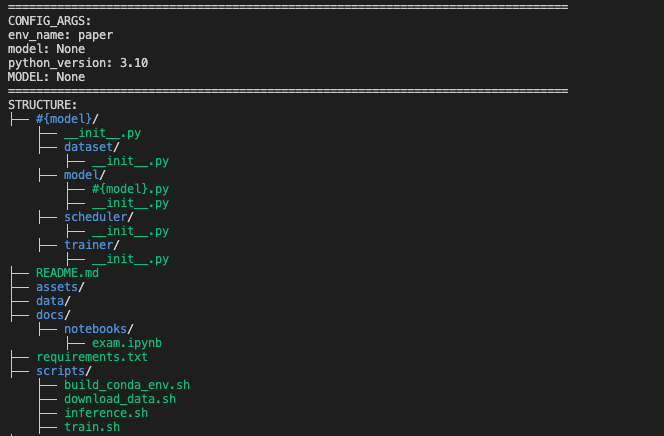 ================================================================================
CONFIG_ARGS:
env_name: paper
model: None
python_version: 3.10
MODEL: None
================================================================================
STRUCTURE:
├── #{model}/
    ├── __init__.py
    ├── dataset/
        ├── __init__.py
    ├── model/
        ├── #{model}.py
        ├── __init__.py
    ├── scheduler/
        ├── __init__.py
    ├── trainer/
        ├── __init__.py
├── README.md
├── assets/
├── data/
├── docs/
    ├── notebooks/
        ├── exam.ipynb
├── requirements.txt
├── scripts/
    ├── build_conda_env.sh
    ├── download_data.sh
    ├── inference.sh
    ├── train.sh